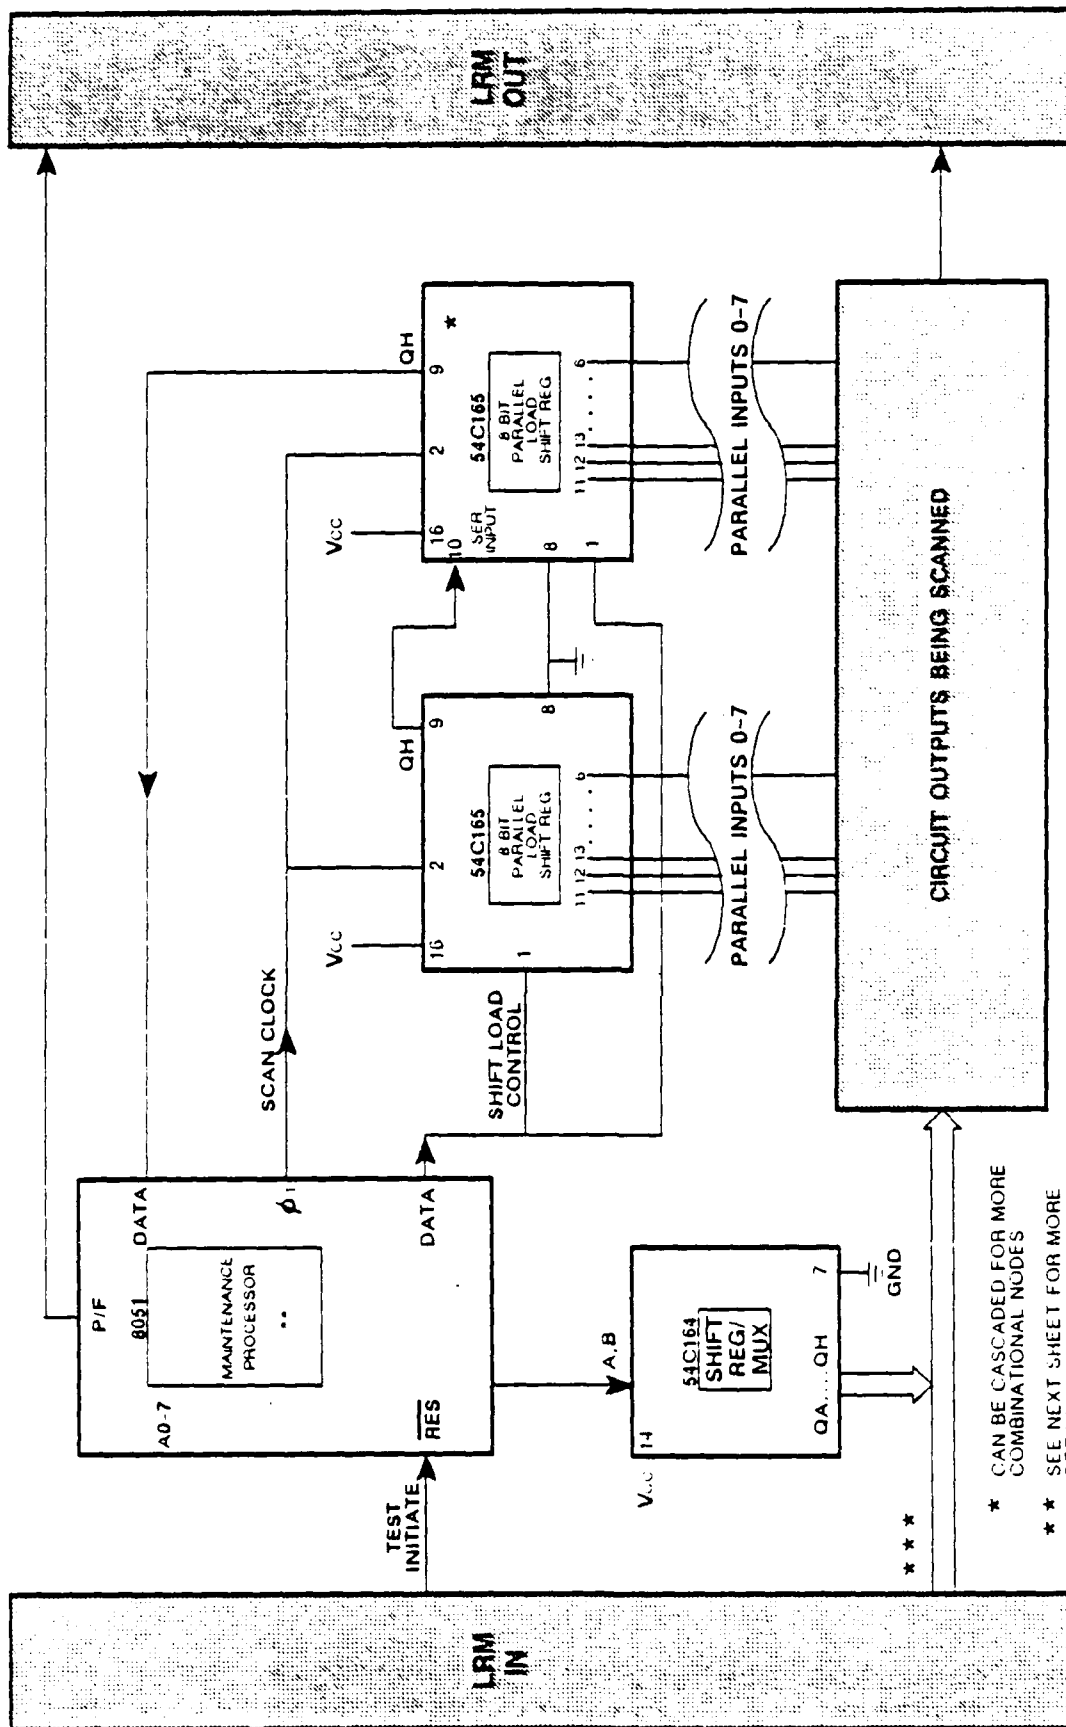 LRM
IN
LRM
OUT
TEST
INITIATE
P/F
8051
MAINTENANCE
PROCESSOR
**
A0-7
RES
DATA
ϕ1
DATA
SCAN CLOCK
SHIFT LOAD
CONTROL
A,B
Vcc
14
54C164
SHIFT
REG/
MUX
QA....QH
7
GND
Vcc
16
2
QH
9
54C165
8 BIT
PARALLEL
LOAD
SHIFT REG
1
8
11 12 13 . . . . . 6
PARALLEL INPUTS 0-7
Vcc
16
10
SER
INPUT
2
QH
9
*
54C165
8 BIT
PARALLEL
LOAD
SHIFT REG
8
1
11 12 13 . . . . . 6
PARALLEL INPUTS 0-7
CIRCUIT OUTPUTS BEING SCANNED
* * *
* CAN BE CASCADED FOR MORE
COMBINATIONAL NODES
* * SEE NEXT SHEET FOR MORE